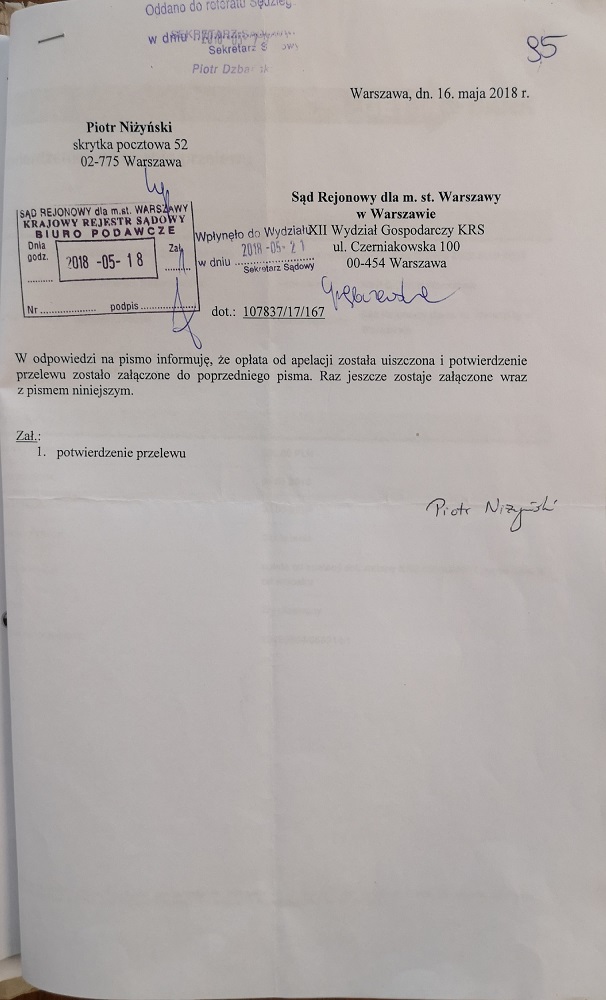 Oddano do referatu
w dniu
Sekretarz
Piotr
95
Warszawa, dn. 16. maja 2018 r.
Piotr Niżyński
skrytka pocztowa 52
02-775 Warszawa
Sąd Rejonowy dla m. st. Warszawy
w Warszawie
XII Wydział Gospodarczy KRS
ul. Czerniakowska 100
00-454 Warszawa
SĄD REJONOWY dla m.st. WARSZAWY
KRAJOWY REJESTR SĄDOWY
BIURO PODAWCZE
Dnia
godz.
2018 -05- 18
Zał.
Nr ................ podpis ................
Wpłynęło do Wydziału
2018 -05- 21
w dniu ................
Sekretarz Sądowy
dot.: 107837/17/167
W odpowiedzi na pismo informuję, że opłata od apelacji została uiszczona i potwierdzenie
przelewu zostało załączone do poprzedniego pisma. Raz jeszcze zostaje załączone wraz
z pismem niniejszym.
Zał.:
1. potwierdzenie przelewu
Piotr Niżyński